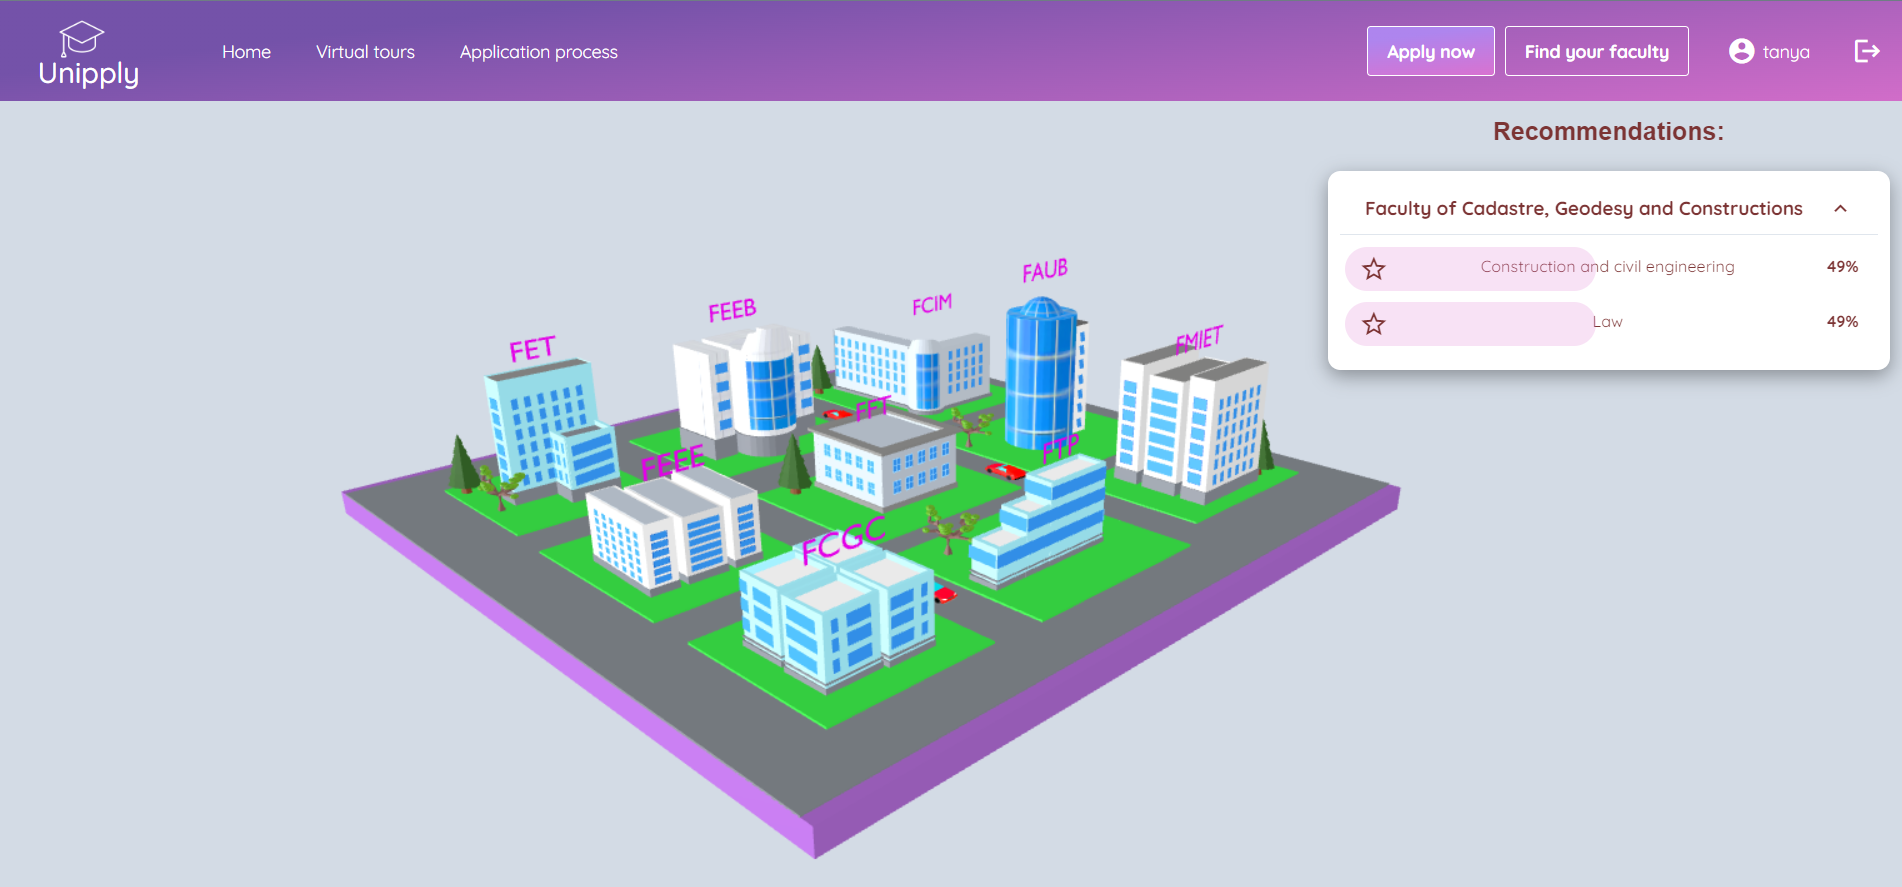 Unipply
Home
Virtual tours
Application process
Apply now
Find your faculty
tanya
Recommendations:
Faculty of Cadastre, Geodesy and Constructions
Construction and civil engineering 49%
Law 49%
FAUB
FCIM
FEEB
FMIET
FET
FFT
FTP
FEEE
FCGC